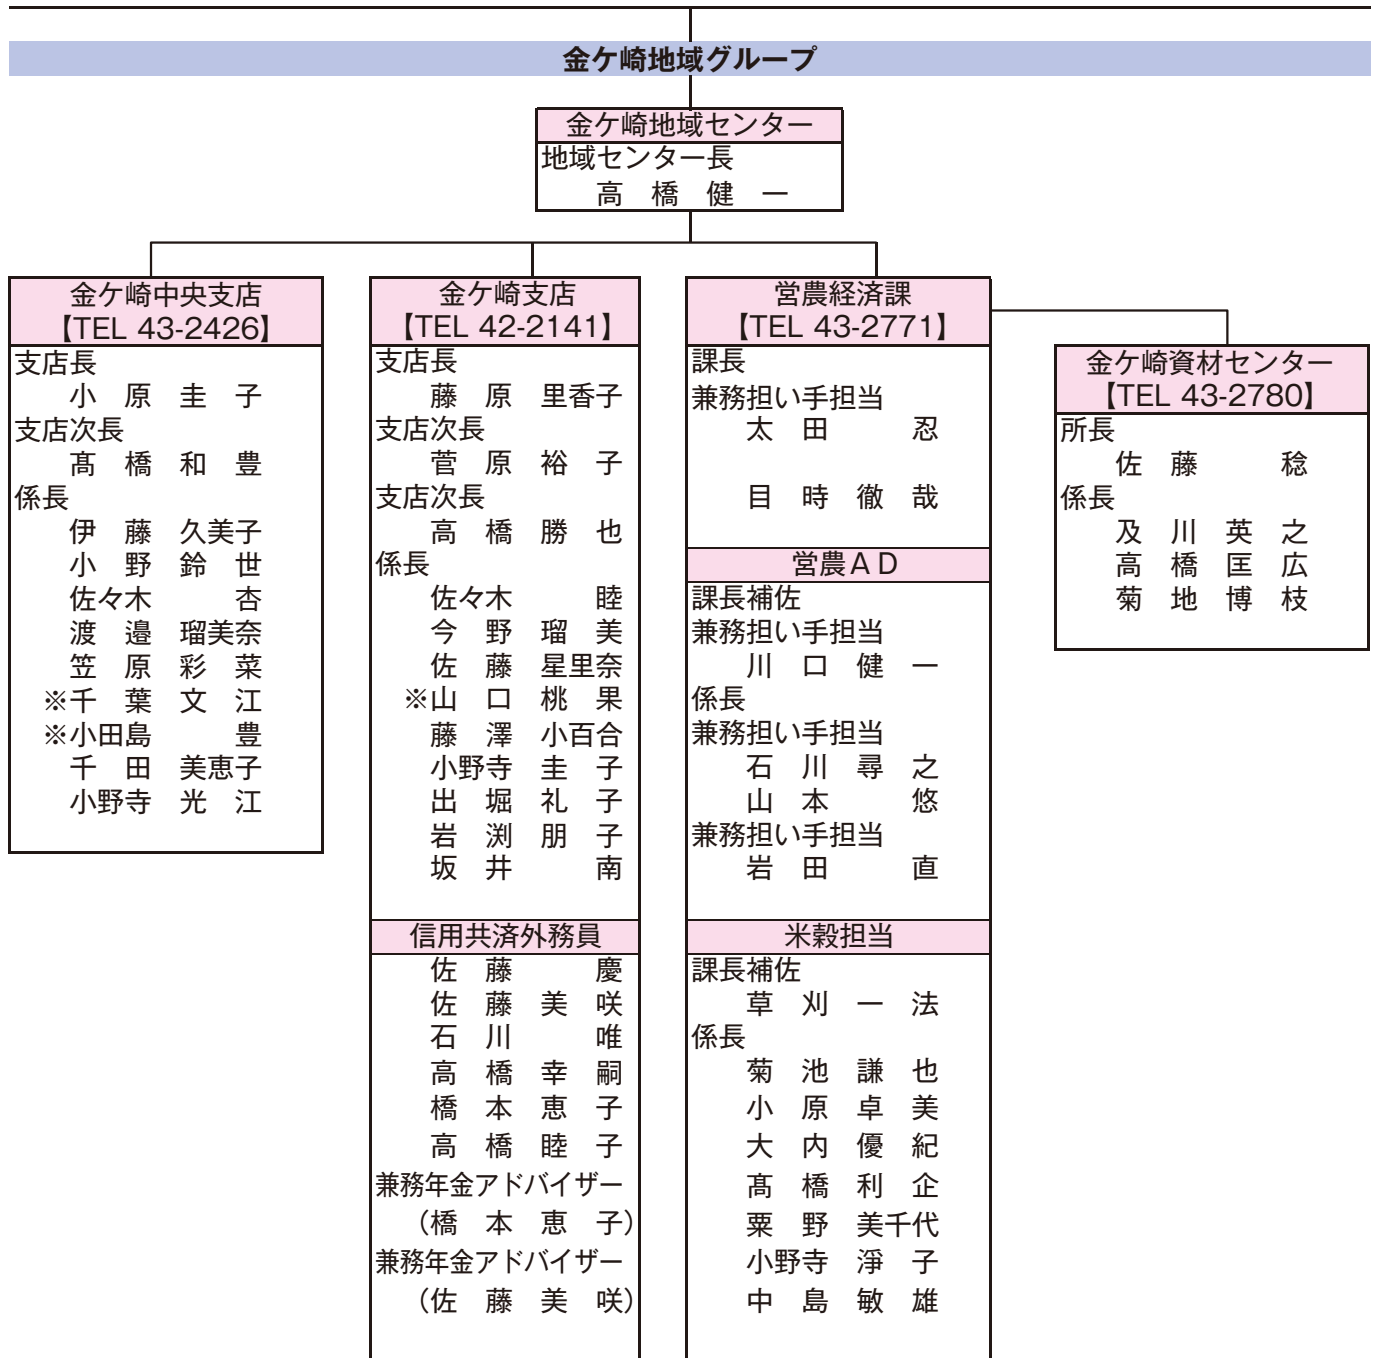 金ケ崎地域グループ
金ケ崎地域センター
地域センター長
高 橋 健 一
金ケ崎中央支店
【TEL 43-2426】
支店長
小 原 圭 子
支店次長
髙 橋 和 豊
係長
伊 藤 久美子
小 野 鈴 世
佐々木 杏
渡 邉 瑠美奈
笠 原 彩 菜
※千 葉 文 江
※小田島 豊
千 田 美恵子
小野寺 光 江
金ケ崎支店
【TEL 42-2141】
支店長
藤 原 里香子
支店次長
菅 原 裕 子
支店次長
高 橋 勝 也
係長
佐々木 睦
今 野 瑠 美
佐 藤 星里奈
※山 口 桃 果
藤 澤 小百合
小野寺 圭 子
出 堀 礼 子
岩 渕 朋 子
坂 井 南
信用共済外務員
佐 藤 慶
佐 藤 美 咲
石 川 唯
高 橋 幸 嗣
橋 本 恵 子
高 橋 睦 子
兼務年金アドバイザー
（橋 本 恵 子）
兼務年金アドバイザー
（佐 藤 美 咲）
営農経済課
【TEL 43-2771】
課長
兼務担い手担当
太 田 忍
目 時 徹 哉
営農ＡＤ
課長補佐
兼務担い手担当
川 口 健 一
係長
兼務担い手担当
石 川 尋 之
山 本 悠
兼務担い手担当
岩 田 直
米穀担当
課長補佐
草 刈 一 法
係長
菊 池 謙 也
小 原 卓 美
大 内 優 紀
髙 橋 利 企
粟 野 美千代
小野寺 淨 子
中 島 敏 雄
金ケ崎資材センター
【TEL 43-2780】
所長
佐 藤 稔
係長
及 川 英 之
高 橋 匡 広
菊 地 博 枝